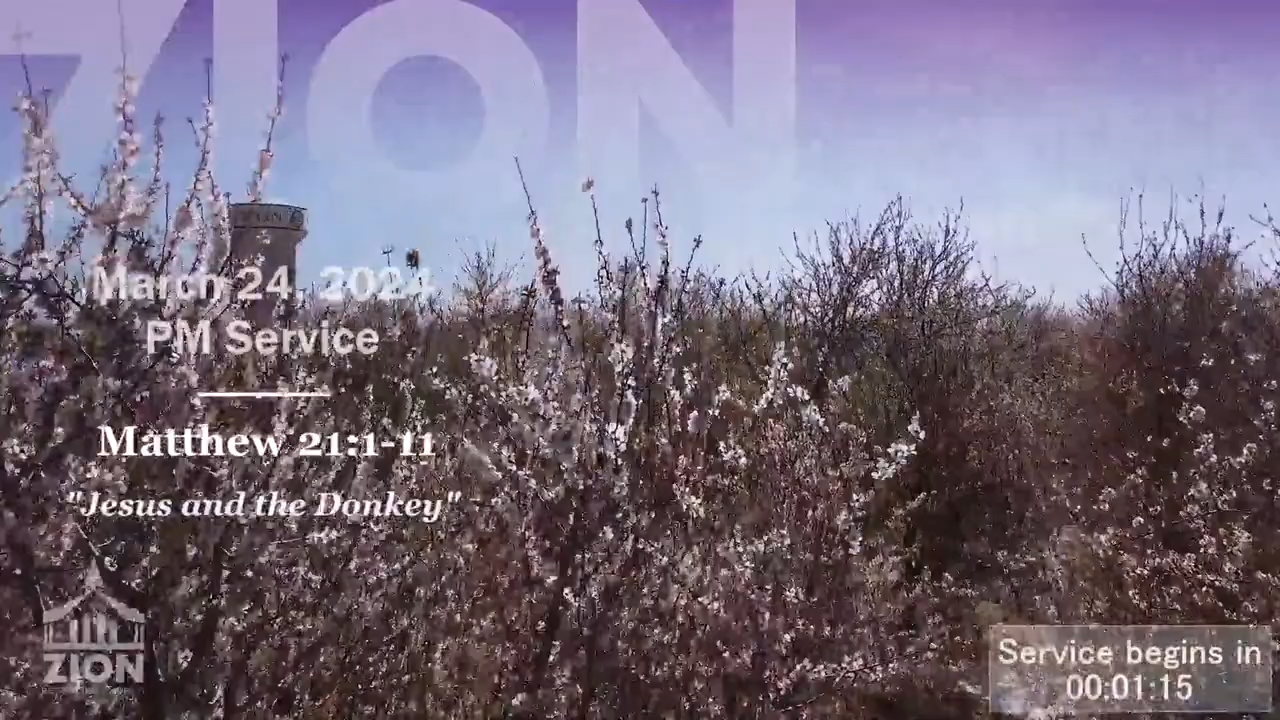 ZION
March 24, 2024
PM Service
Matthew 21:1-11
"Jesus and the Donkey"
ZION
Service begins in
00:01:15